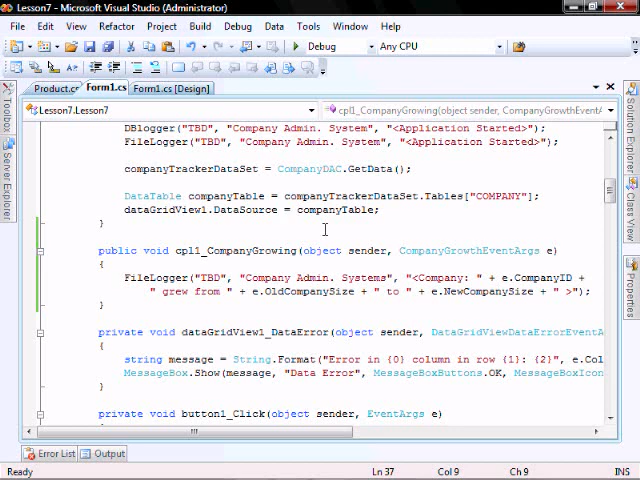 Lesson7 - Microsoft Visual Studio (Administrator)
File Edit View Refactor Project Build Debug Data Tools Window Community Help
Debug Any CPU
Product.cs Form1.cs Form1.cs [Design]
Lesson7.Lesson7 cpl1_CompanyGrowing(object sender, CompanyGrowthEventA
Toolbox
Server Explorer
DBlogger("TBD", "Company Admin. System", "<Application Started>");
FileLogger("TBD", "Company Admin. System", "<Application Started>");
companyTrackerDataSet = CompanyDAC.GetData();
DataTable companyTable = companyTrackerDataSet.Tables["COMPANY"];
dataGridView1.DataSource = companyTable;
}
public void cpl1_CompanyGrowing(object sender, CompanyGrowthEventArgs e)
{
FileLogger("TBD", "Company Admin. Systems", "<Company: " + e.CompanyID +
" grew from " + e.OldCompanySize + " to " + e.NewCompanySize + " >");
}
private void dataGridView1_DataError(object sender, DataGridViewDataErrorEventA
{
string message = String.Format("Error in {0} column in row {1}: {2}", e.Col
MessageBox.Show(message, "Data Error", MessageBoxButtons.OK, MessageBoxIcon
}
private void button1_Click(object sender, EventArgs e)
Solution Explorer
Class View
Properties
Error List Output
Ready Ln 37 Col 9 Ch 9 INS